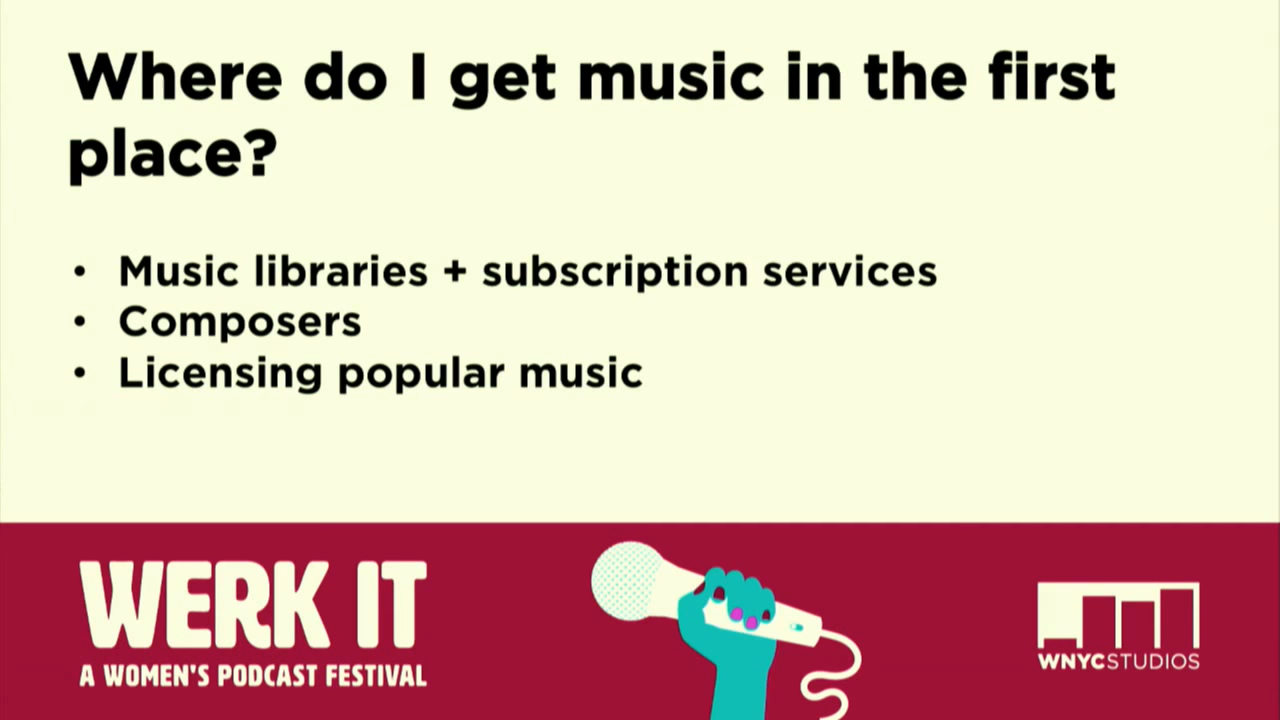 Where do I get music in the first
place?
• Music libraries + subscription services
• Composers
• Licensing popular music
WERK IT
A WOMEN'S PODCAST FESTIVAL
WNYCSTUDIOS